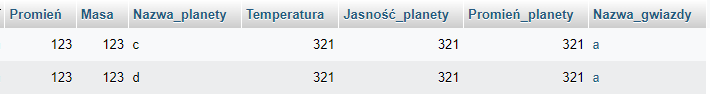 Promień Masa Nazwa_planety Temperatura Jasność_planety Promień_planety Nazwa_gwiazdy
123 123 c 321 321 321 a
123 123 d 321 321 321 a